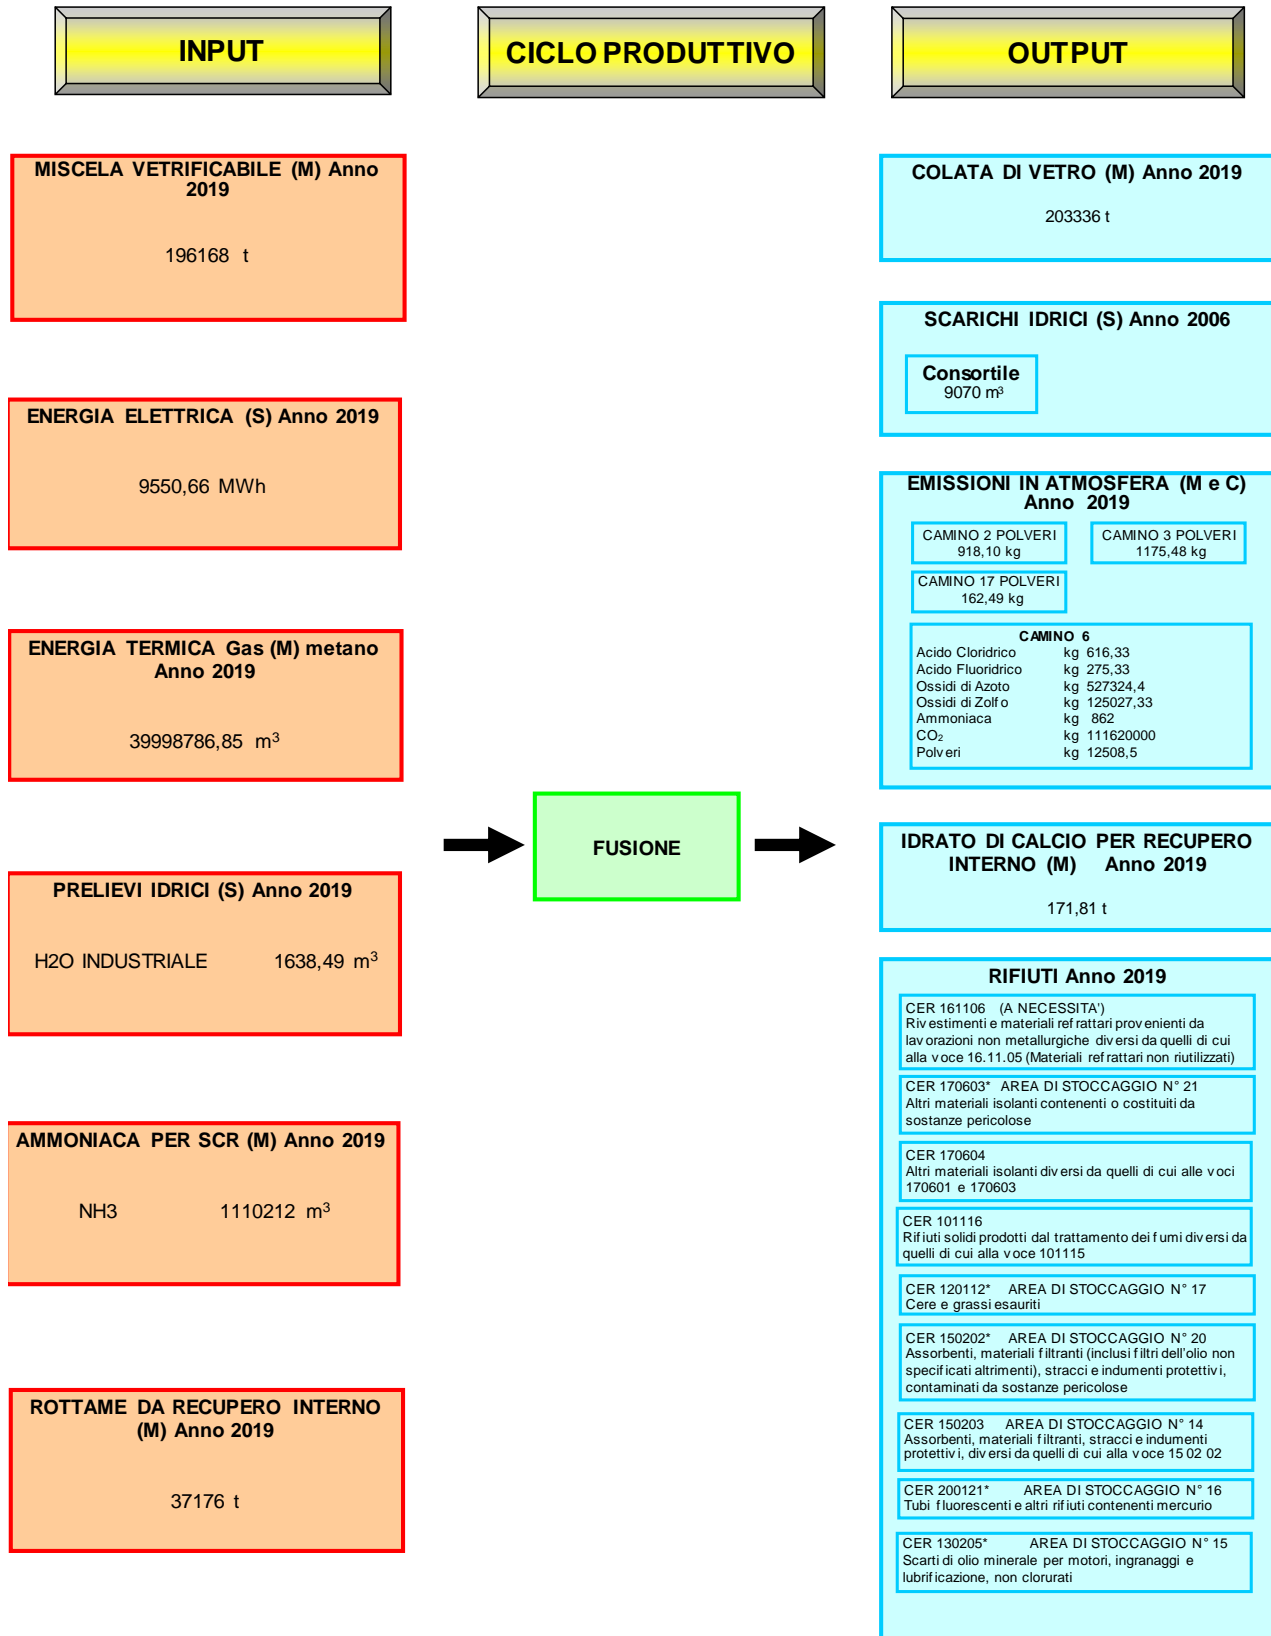 INPUT
CICLO PRODUTTIVO
OUTPUT
MISCELA VETRIFICABILE (M) Anno
2019
196168 t
ENERGIA ELETTRICA (S) Anno 2019
9550,66 MWh
ENERGIA TERMICA Gas (M) metano
Anno 2019
39998786,85 m³
PRELIEVI IDRICI (S) Anno 2019
H2O INDUSTRIALE 1638,49 m³
AMMONIACA PER SCR (M) Anno 2019
NH3 1110212 m³
ROTTAME DA RECUPERO INTERNO
(M) Anno 2019
37176 t
FUSIONE
COLATA DI VETRO (M) Anno 2019
203336 t
SCARICHI IDRICI (S) Anno 2006
Consortile
9070 m³
EMISSIONI IN ATMOSFERA (M e C)
Anno 2019
CAMINO 2 POLVERI
918,10 kg
CAMINO 3 POLVERI
1175,48 kg
CAMINO 17 POLVERI
162,49 kg
CAMINO 6
Acido Cloridrico kg 616,33
Acido Fluoridrico kg 275,33
Ossidi di Azoto kg 527324,4
Ossidi di Zolfo kg 125027,33
Ammoniaca kg 862
CO₂ kg 111620000
Polveri kg 12508,5
IDRATO DI CALCIO PER RECUPERO
INTERNO (M) Anno 2019
171,81 t
RIFIUTI Anno 2019
CER 161106 (A NECESSITA')
Rivestimenti e materiali refrattari provenienti da
lavorazioni non metallurgiche diversi da quelli di cui
alla voce 16.11.05 (Materiali refrattari non riutilizzati)
CER 170603* AREA DI STOCCAGGIO N° 21
Altri materiali isolanti contenenti o costituiti da
sostanze pericolose
CER 170604
Altri materiali isolanti diversi da quelli di cui alle voci
170601 e 170603
CER 101116
Rifiuti solidi prodotti dal trattamento dei fumi diversi da
quelli di cui alla voce 101115
CER 120112* AREA DI STOCCAGGIO N° 17
Cere e grassi esauriti
CER 150202* AREA DI STOCCAGGIO N° 20
Assorbenti, materiali filtranti (inclusi filtri dell'olio non
specificati altrimenti), stracci e indumenti protettivi,
contaminati da sostanze pericolose
CER 150203 AREA DI STOCCAGGIO N° 14
Assorbenti, materiali filtranti, stracci e indumenti
protettivi, diversi da quelli di cui alla voce 15 02 02
CER 200121* AREA DI STOCCAGGIO N° 16
Tubi fluorescenti e altri rifiuti contenenti mercurio
CER 130205* AREA DI STOCCAGGIO N° 15
Scarti di olio minerale per motori, ingranaggi e
lubrificazione, non clorurati